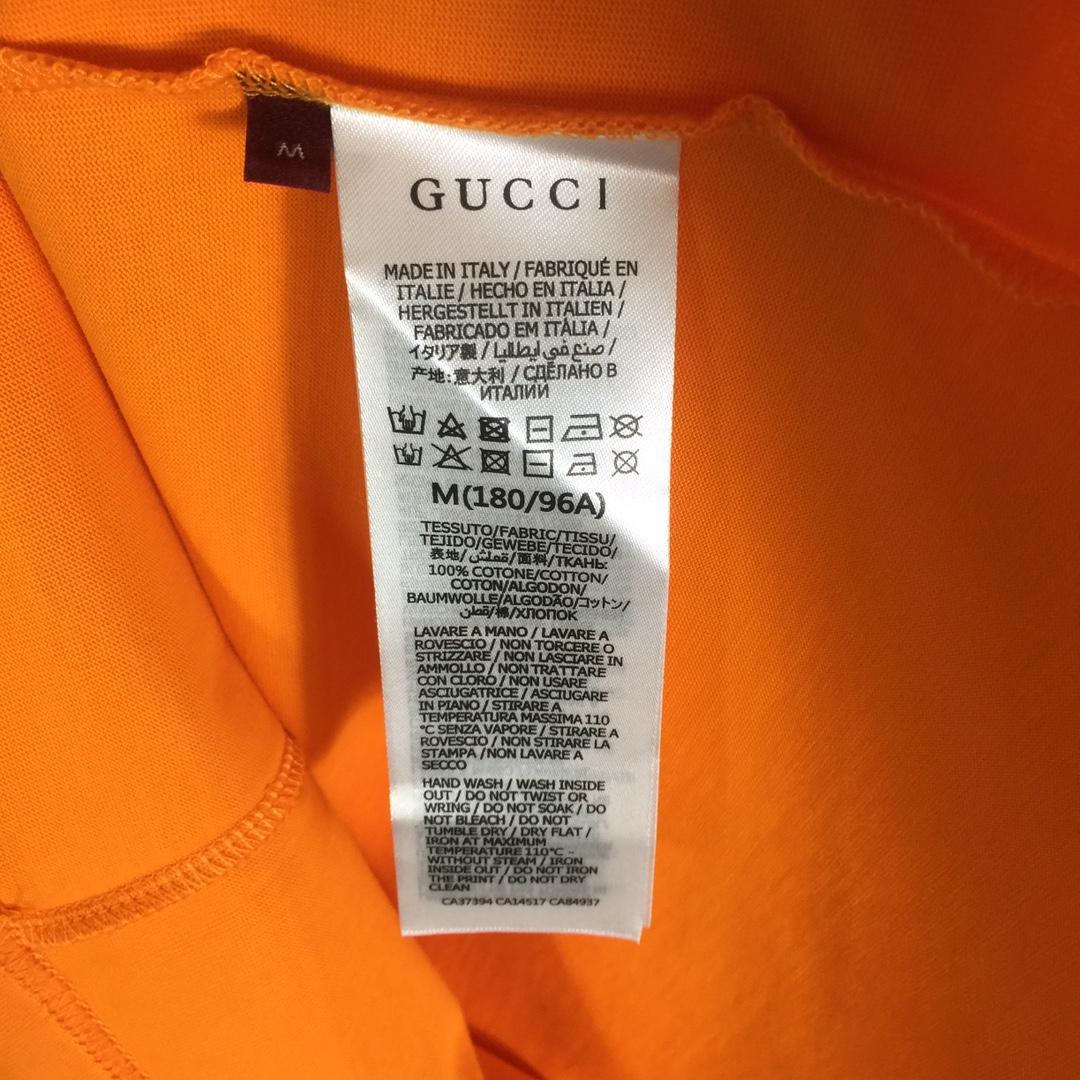 M
GUCCI
MADE IN ITALY / FABRIQUÉ EN
ITALIE / HECHO EN ITALIA /
HERGESTELLT IN ITALIEN /
FABRICADO EM ITÀLIA /
イタリア製 / صنع في ايطاليا /
产地:意大利 / СДЕЛАНО В
ИТАЛИИ
M(180/96A)
TESSUTO/FABRIC/TISSU/
TEJIDO/GEWEBE/TECIDO/
表地/قملش/面料/ТКАНЬ:
100% COTONE/COTTON/
COTON/ALGODON/
BAUMWOLLE/ALGODÃO/コットン/
قطن/棉/ХЛОПОК
LAVARE A MANO / LAVARE A
ROVESCIO / NON TORCERE O
STRIZZARE / NON LASCIARE IN
AMMOLLO / NON TRATTARE
CON CLORO / NON USARE
ASCIUGATRICE / ASCIUGARE
IN PIANO / STIRARE A
TEMPERATURA MASSIMA 110
°C SENZA VAPORE / STIRARE A
ROVESCIO / NON STIRARE LA
STAMPA /NON LAVARE A
SECCO
HAND WASH / WASH INSIDE
OUT / DO NOT TWIST OR
WRING / DO NOT SOAK / DO
NOT BLEACH / DO NOT
TUMBLE DRY / DRY FLAT /
IRON AT MAXIMUM
TEMPERATURE 110°C -
WITHOUT STEAM / IRON
INSIDE OUT / DO NOT IRON
THE PRINT / DO NOT DRY
CLEAN
CA37394 CA14517 CA84937